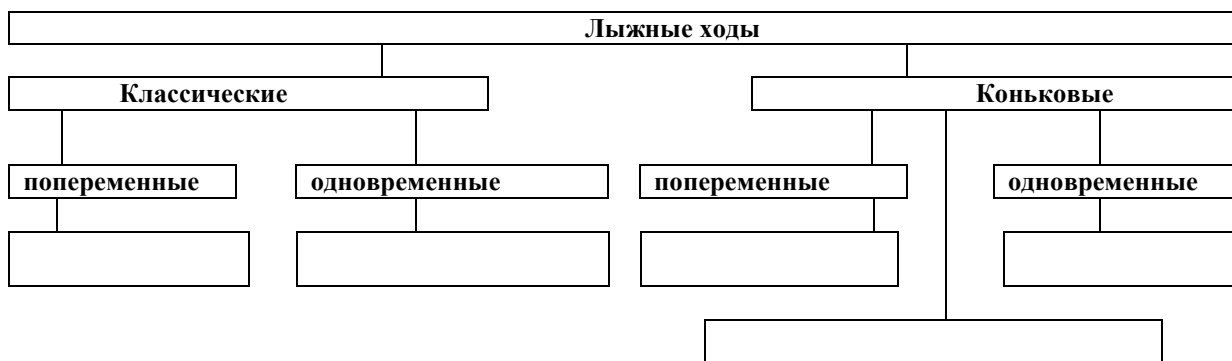 Лыжные ходы
Классические
Коньковые
попеременные
одновременные
попеременные
одновременные